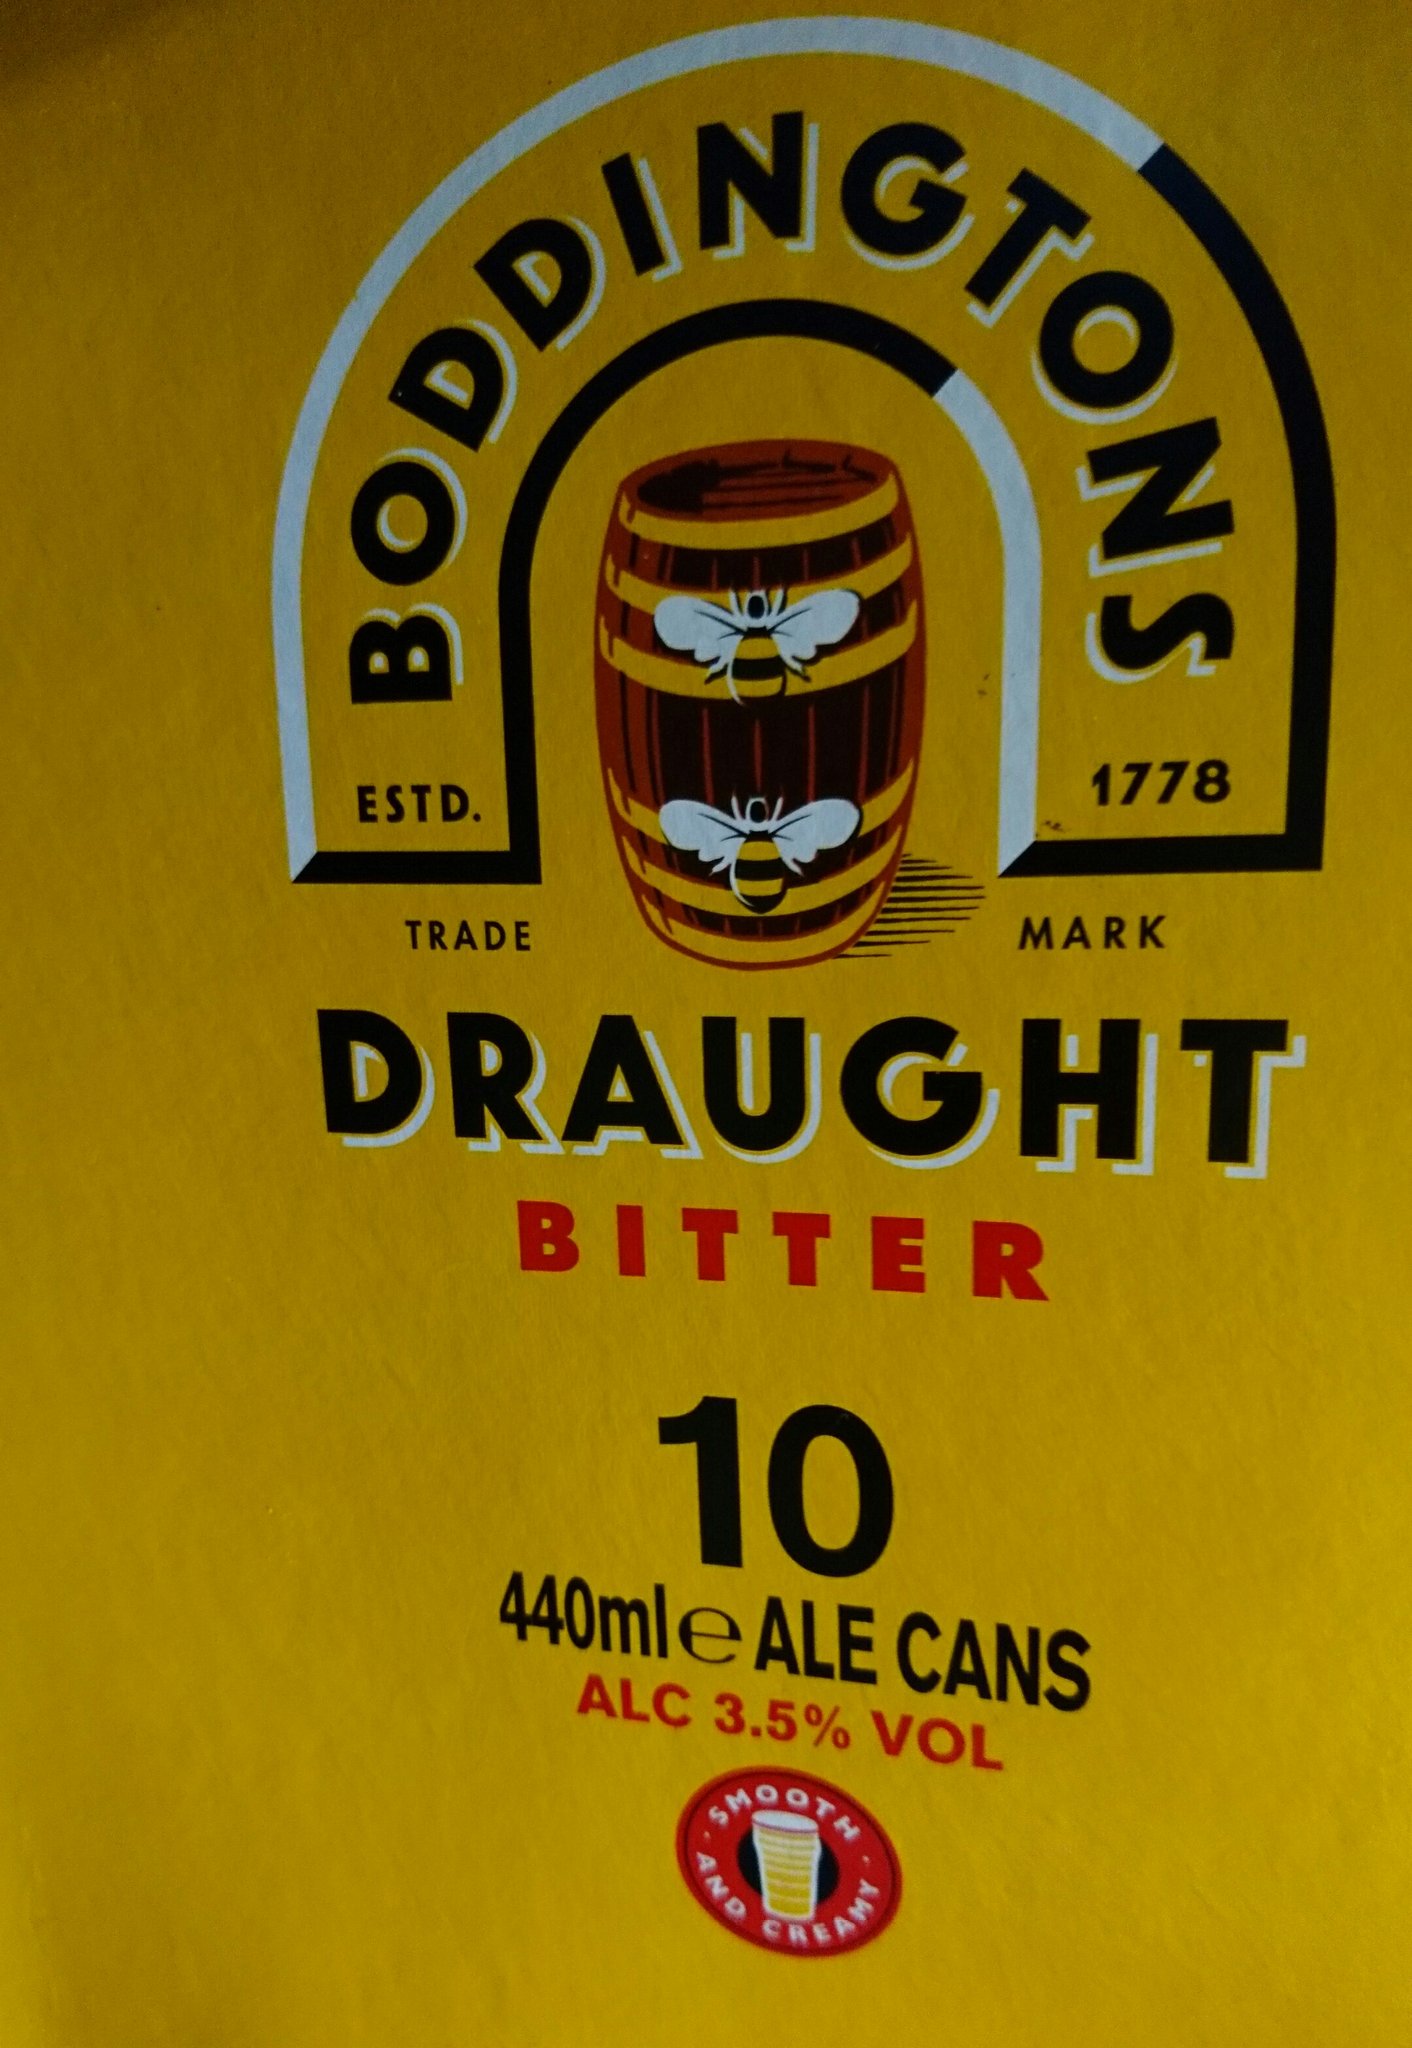 BODDINGTONS
ESTD. 1778
TRADE MARK
DRAUGHT
BITTER
10
440ml e ALE CANS
ALC 3.5% VOL
SMOOTH
· AND CREAMY ·